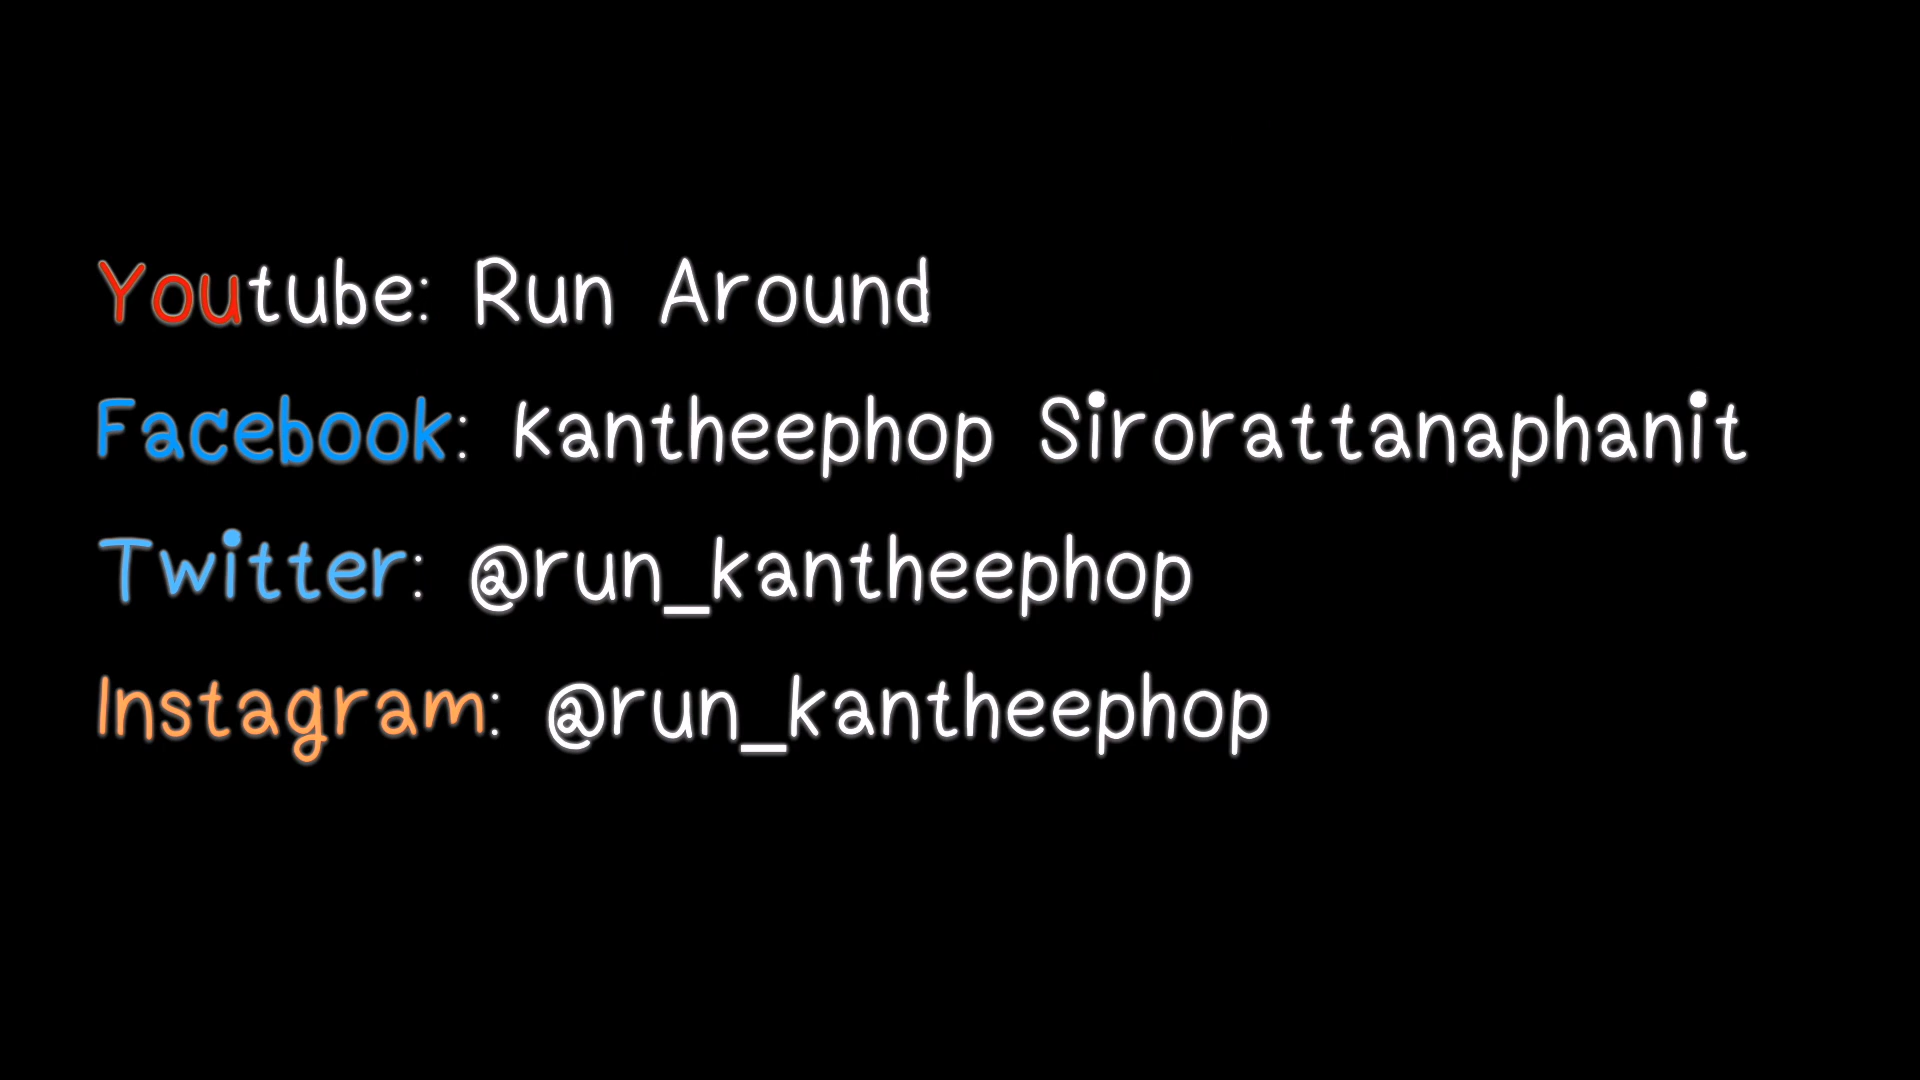 Youtube: Run Around
Facebook: Kantheephop Sirorattanaphanit
Twitter: @run_kantheephop
Instagram: @run_kantheephop